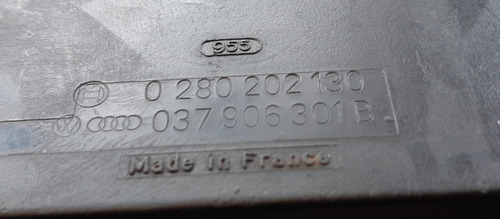 955
0 280 202 130
037 906 301 B
Made in France